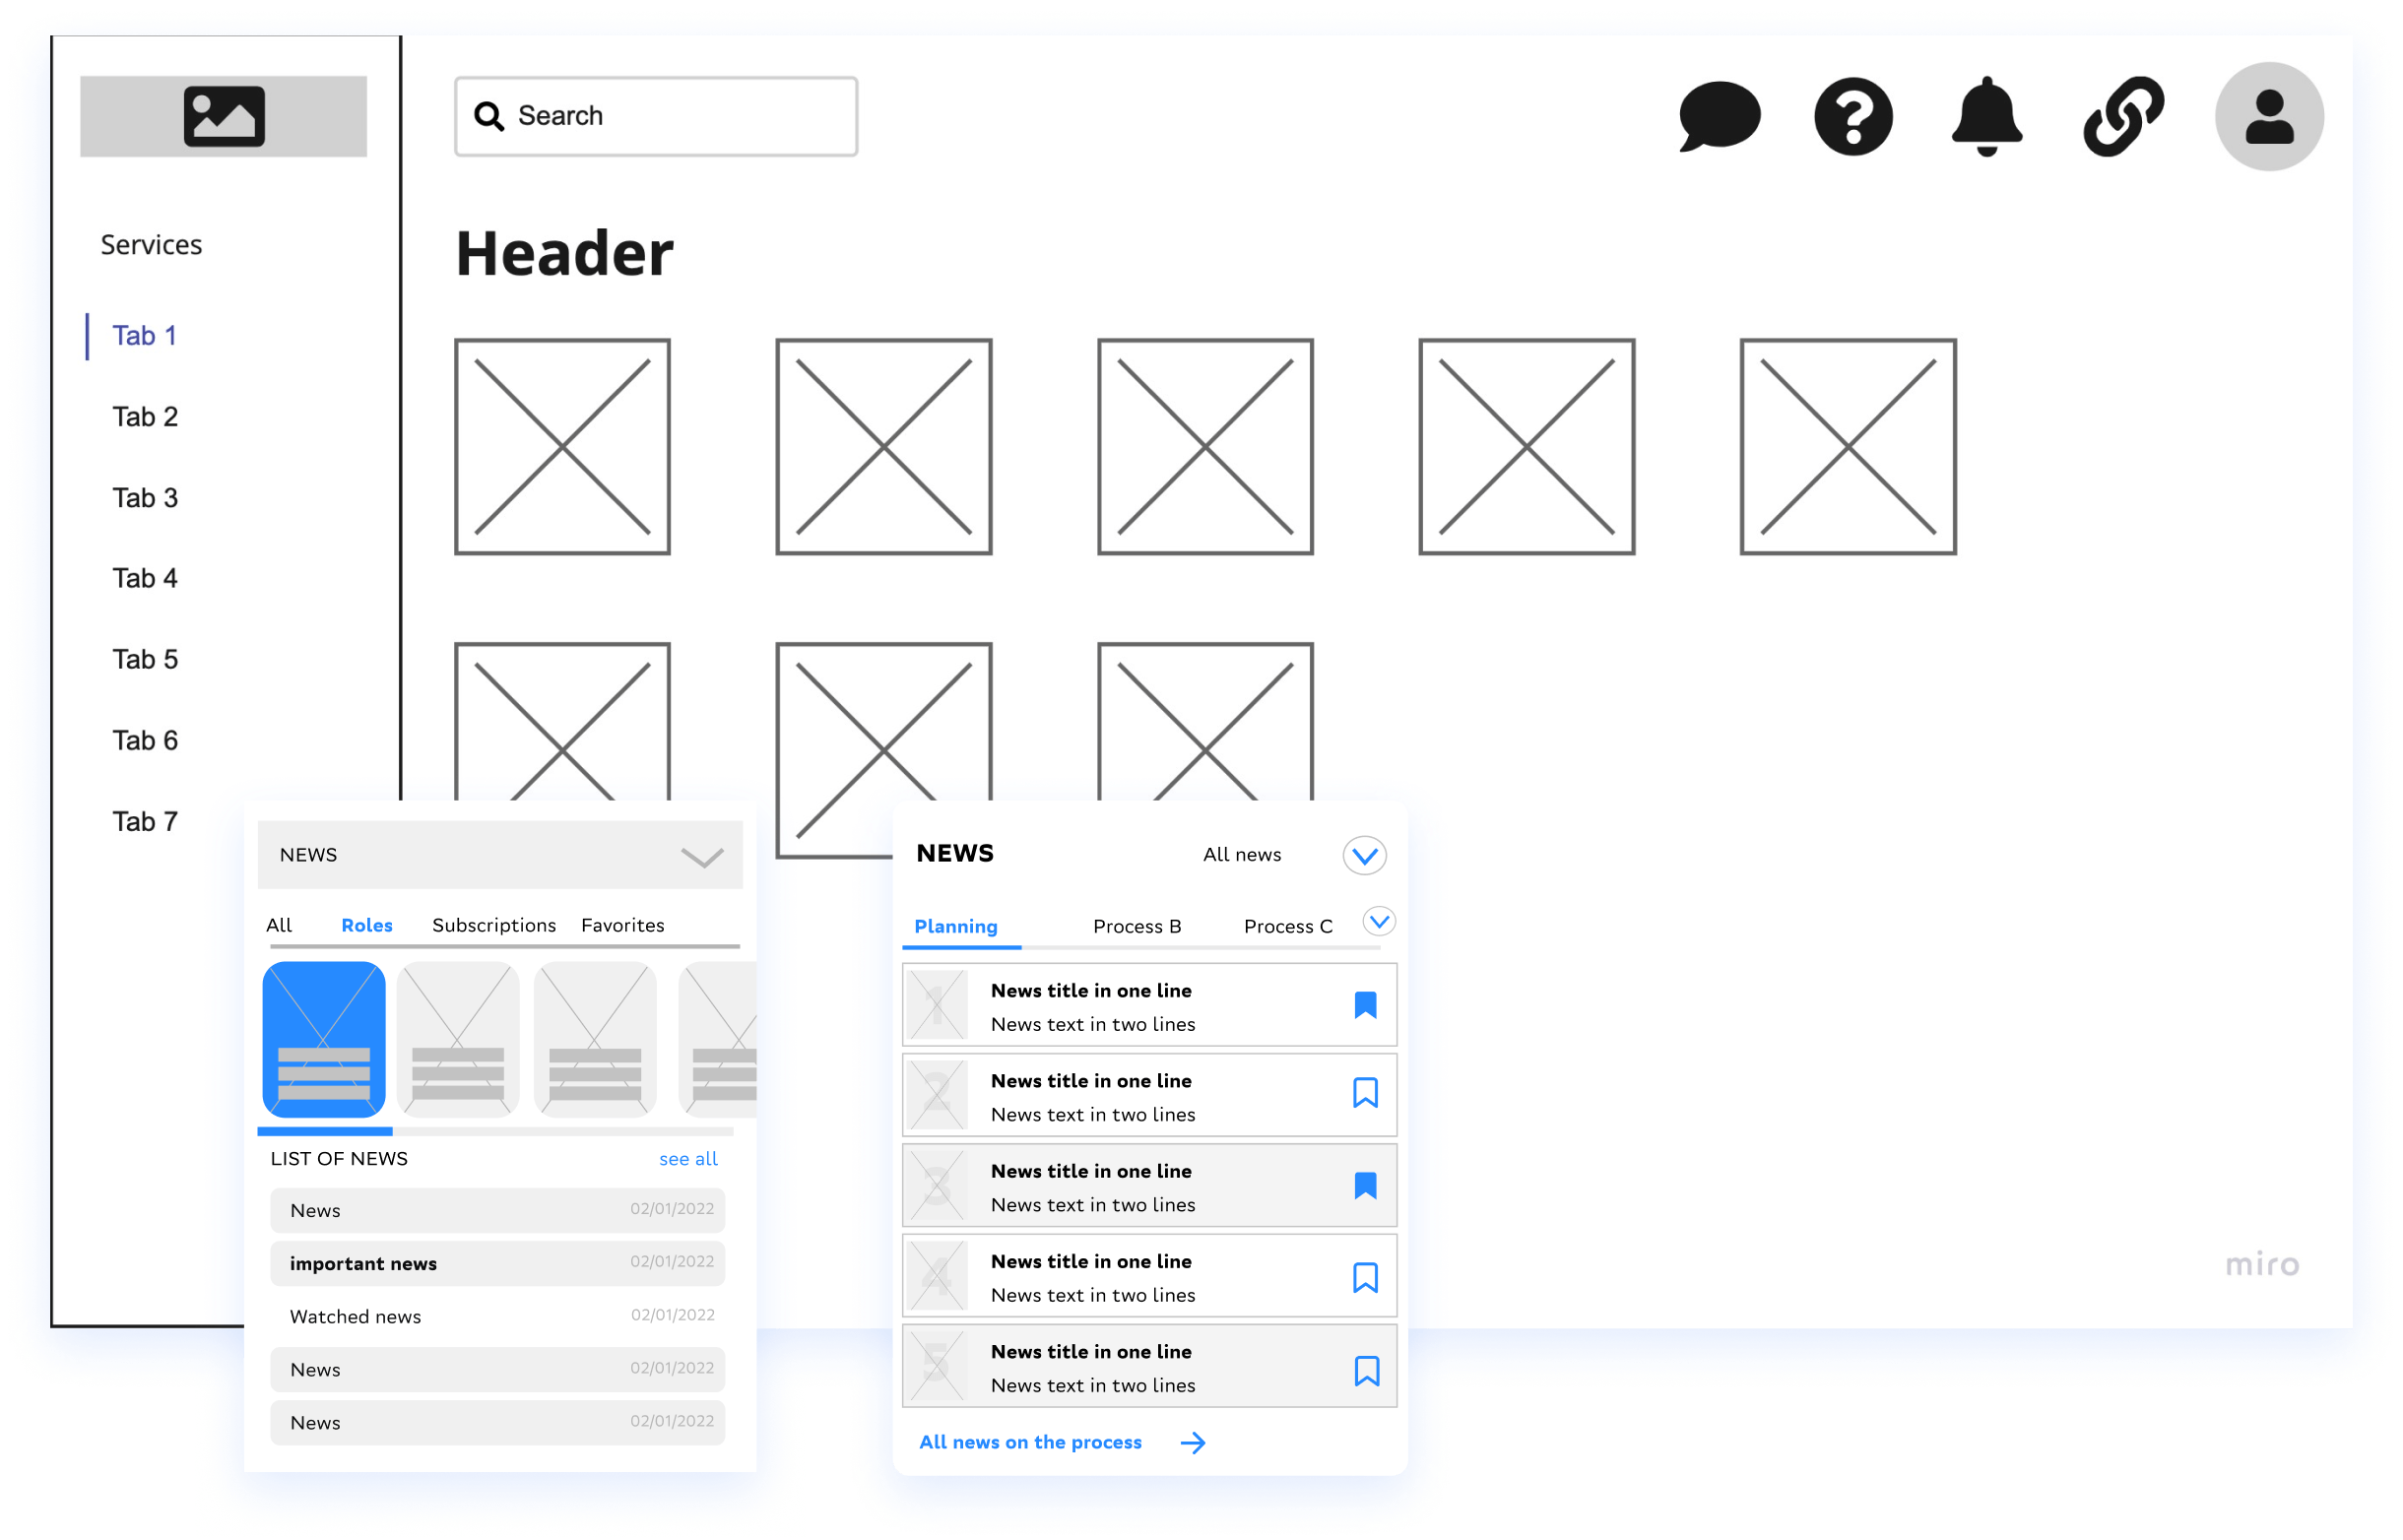 Search
Services
Header
Tab 1
Tab 2
Tab 3
Tab 4
Tab 5
Tab 6
Tab 7
NEWS
All Roles Subscriptions Favorites
LIST OF NEWS see all
News 02/01/2022
important news 02/01/2022
Watched news 02/01/2022
News 02/01/2022
News 02/01/2022
NEWS All news
Planning Process B Process C
1
News title in one line
News text in two lines
2
News title in one line
News text in two lines
3
News title in one line
News text in two lines
4
News title in one line
News text in two lines
5
News title in one line
News text in two lines
All news on the process
miro